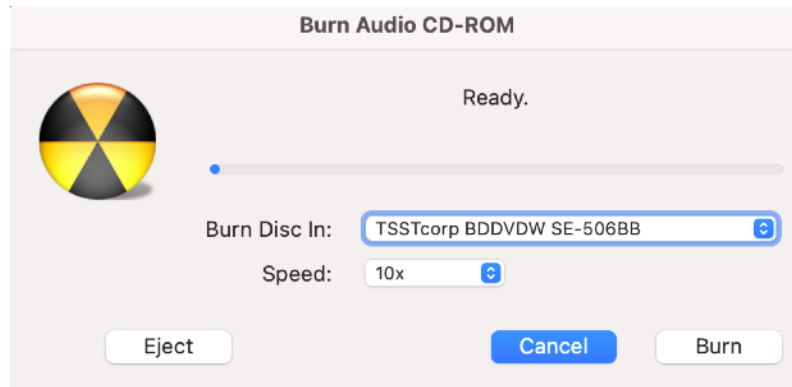 Burn Audio CD-ROM
Ready.
Burn Disc In: TSSTcorp BDDVDW SE-506BB
Speed: 10x
Eject Cancel Burn